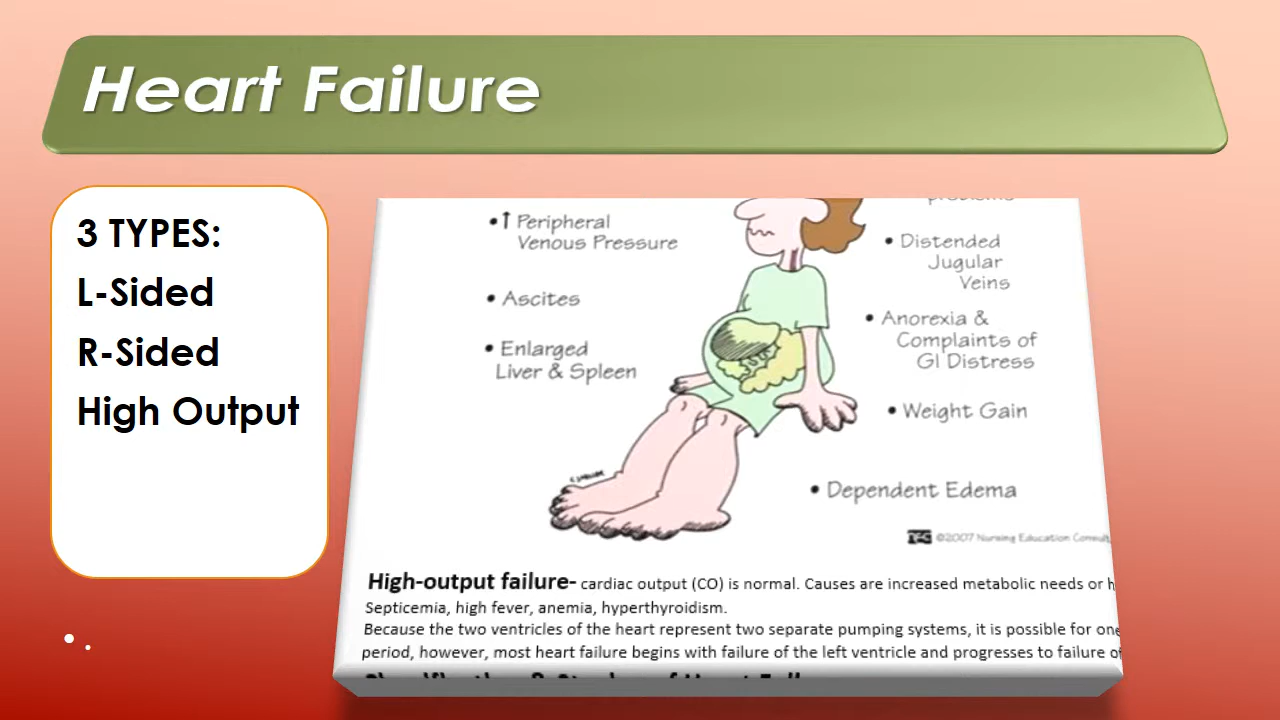 Heart Failure
3 TYPES:
L-Sided
R-Sided
High Output
problems
•↑ Peripheral
Venous Pressure
• Ascites
• Enlarged
Liver & Spleen
• Distended
Jugular
Veins
• Anorexia &
Complaints of
GI Distress
• Weight Gain
• Dependent Edema
©2007 Nursing Education
High-output failure- cardiac output (CO) is normal. Causes are increased metabolic needs or
Septicemia, high fever, anemia, hyperthyroidism.
Because the two ventricles of the heart represent two separate pumping systems, it is possible for one
period, however, most heart failure begins with failure of the left ventricle and progresses to failure of